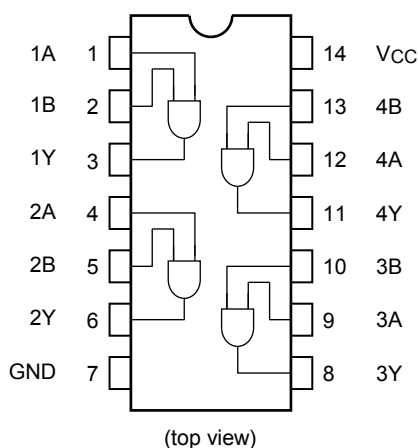 1A 1 14 VCC
1B 2 13 4B
1Y 3 12 4A
2A 4 11 4Y
2B 5 10 3B
2Y 6 9 3A
GND 7 8 3Y
(top view)